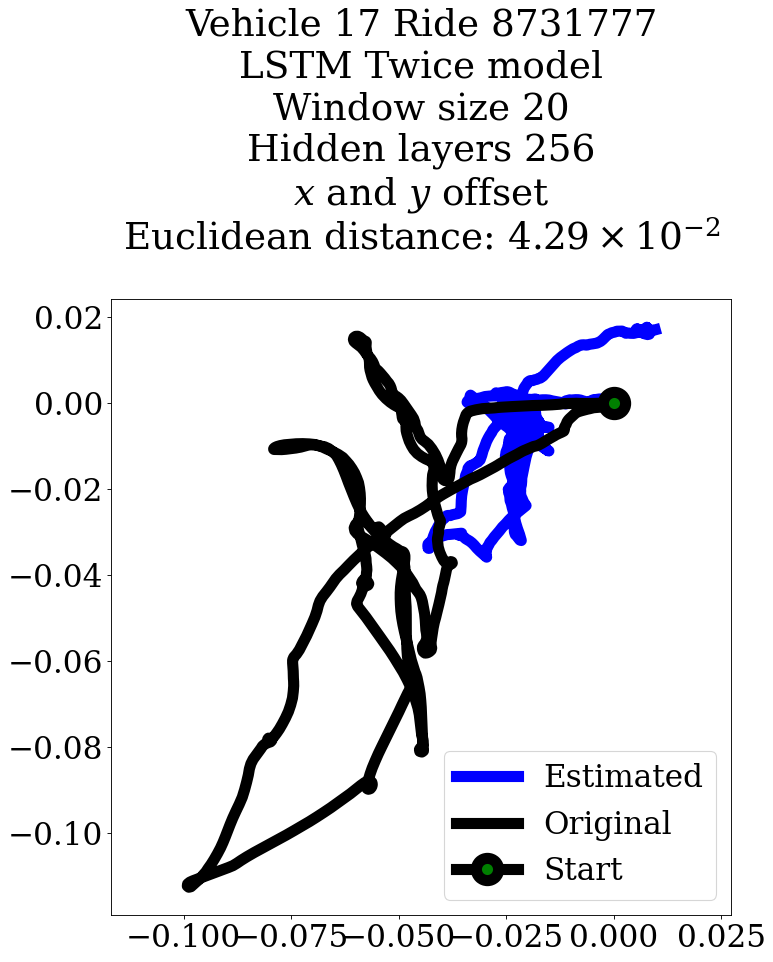 Vehicle 17 Ride 8731777
LSTM Twice model
Window size 20
Hidden layers 256
x and y offset
Euclidean distance: 4.29 × 10⁻²
0.02
0.00
−0.02
−0.04
−0.06
−0.08
−0.10
Estimated
Original
Start
−0.100 −0.075 −0.050 −0.025 0.000 0.025